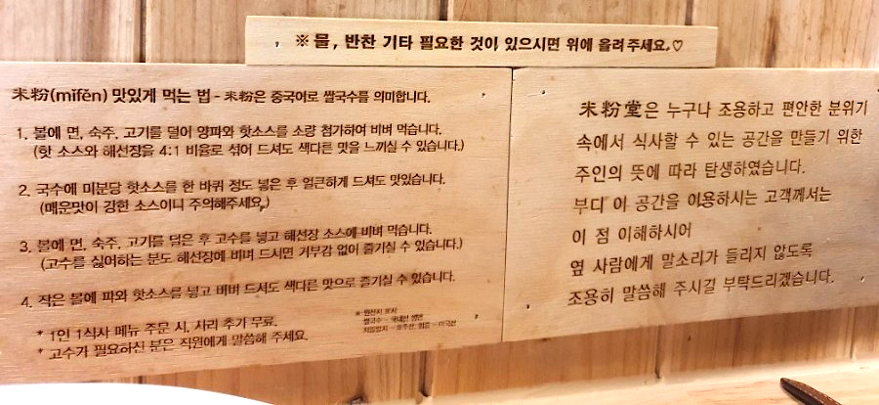 ※ 물, 반찬 기타 필요한 것이 있으시면 위에 올려주세요.♡
米粉(mǐfěn) 맛있게 먹는 법 - 米粉은 중국어로 쌀국수를 의미합니다.
1. 볼에 면, 숙주, 고기를 덜어 양파와 핫소스를 소량 첨가하여 비벼 먹습니다.
(핫 소스와 해선장을 4:1 비율로 섞어 드셔도 색다른 맛을 느끼실 수 있습니다.)
2. 국수에 미분당 핫소스를 한 바퀴 정도 넣은 후 얼큰하게 드셔도 맛있습니다.
(매운맛이 강한 소스이니 주의해주세요.)
3. 볼에 면, 숙주, 고기를 덜은 후 고수를 넣고 해선장 소스에 비벼 먹습니다.
(고수를 싫어하는 분도 해선장에 비벼 드시면 거부감 없이 즐기실 수 있습니다.)
4. 작은 볼에 파와 핫소스를 넣고 비벼 드셔도 색다른 맛으로 즐기실 수 있습니다.
* 1인 1식사 메뉴 주문 시, 사리 추가 무료.
* 고수가 필요하신 분은 직원에게 말씀해 주세요.
※ 원산지 표시
米粉堂은 누구나 조용하고 편안한 분위기
속에서 식사할 수 있는 공간을 만들기 위한
주인의 뜻에 따라 탄생하였습니다.
부디 이 공간을 이용하시는 고객께서는
이 점 이해하시어
옆 사람에게 말소리가 들리지 않도록
조용히 말씀해 주시길 부탁드리겠습니다.